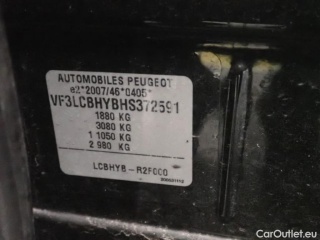 AUTOMOBILES PEUGEOT
e2*2007/46*0405*
VF3LCBHYBHS372591
1880 KG
3080 KG
1 1050 KG
2 980 KG
LCBHYB-R2F000
CarOutlet.eu